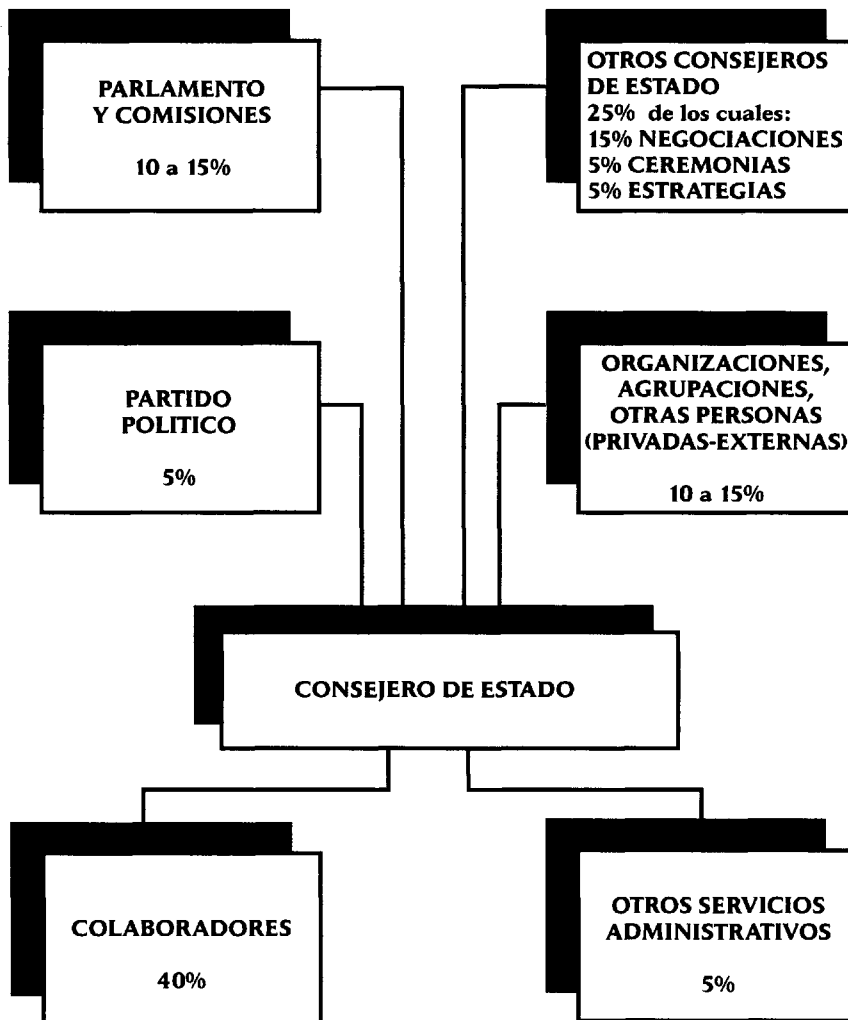 PARLAMENTO
Y COMISIONES
10 a 15%
OTROS CONSEJEROS
DE ESTADO
25% de los cuales:
15% NEGOCIACIONES
5% CEREMONIAS
5% ESTRATEGIAS
PARTIDO
POLITICO
5%
ORGANIZACIONES,
AGRUPACIONES,
OTRAS PERSONAS
(PRIVADAS-EXTERNAS)
10 a 15%
CONSEJERO DE ESTADO
COLABORADORES
40%
OTROS SERVICIOS
ADMINISTRATIVOS
5%